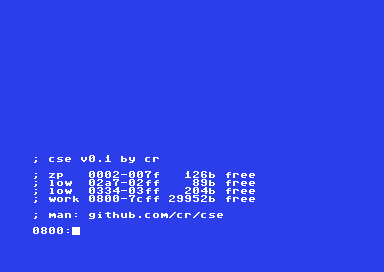 ; cse v0.1 by cr
; zp   0002-007f   126b free
; low  02a7-02ff    89b free
; low  0334-03ff   204b free
; work 0800-7cff 29952b free
; man: github.com/cr/cse
0800: